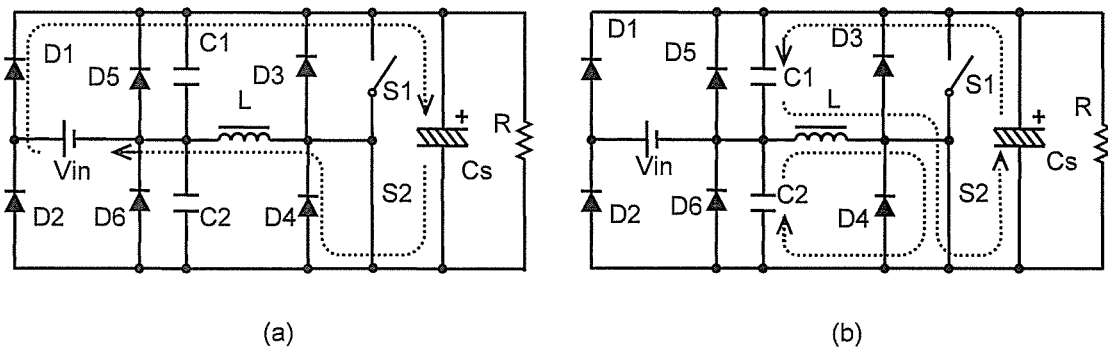 D1
D5
C1
D3
S1
L
+
R
Vin
Cs
D2
D6
C2
D4
S2
(a)
D1
D5
C1
D3
S1
L
+
R
Vin
Cs
D2
D6
C2
D4
S2
(b)